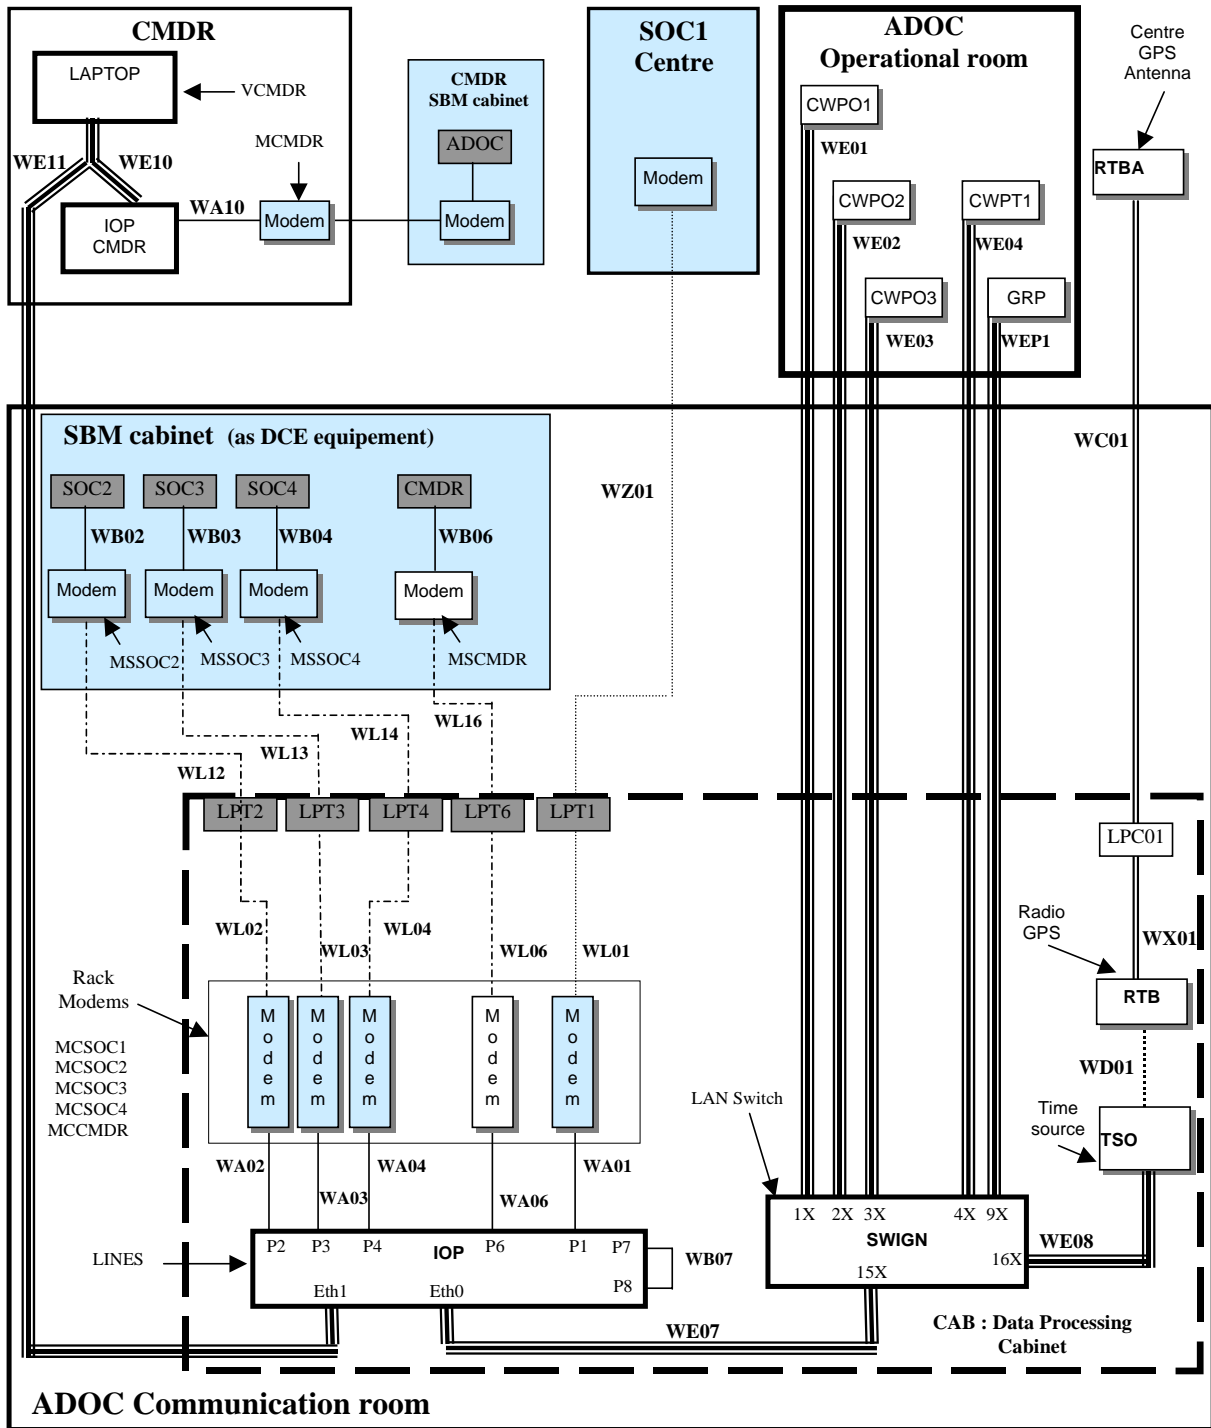 CMDR
LAPTOP
VCMDR
WE11
WE10
MCMDR
IOP
CMDR
WA10
Modem
CMDR
SBM cabinet
ADOC
Modem
SOC1
Centre
Modem
ADOC
Operational room
CWPO1
WE01
CWPO2
WE02
CWPT1
WE04
CWPO3
WE03
GRP
WEP1
Centre
GPS
Antenna
RTBA
WC01
SBM cabinet (as DCE equipement)
SOC2
SOC3
SOC4
CMDR
WB02
WB03
WB04
WB06
Modem
Modem
Modem
Modem
MSSOC2
MSSOC3
MSSOC4
MSCMDR
WZ01
WL12
WL13
WL14
WL16
LPT2
LPT3
LPT4
LPT6
LPT1
WL02
WL03
WL04
WL06
WL01
LPC01
Radio
GPS
WX01
RTB
WD01
Time
source
TSO
Rack
Modems
MCSOC1
MCSOC2
MCSOC3
MCSOC4
MCCMDR
Modem
Modem
Modem
Modem
Modem
WA02
WA03
WA04
WA06
WA01
LAN Switch
LINES
P2
P3
P4
IOP
P6
P1
P7
P8
Eth1
Eth0
WB07
1X
2X
3X
4X
9X
SWIGN
15X
16X
WE08
WE07
CAB : Data Processing
Cabinet
ADOC Communication room